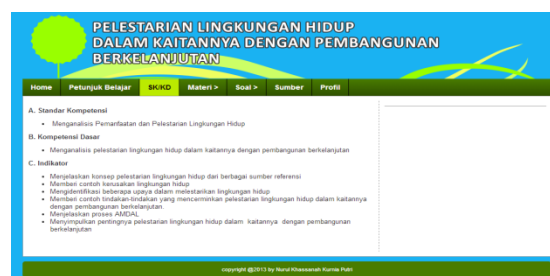 PELESTARIAN LINGKUNGAN HIDUP
DALAM KAITANNYA DENGAN PEMBANGUNAN
BERKELANJUTAN
Home Petunjuk Belajar SK/KD Materi > Soal > Sumber Profil
A. Standar Kompetensi
• Menganalisis Pemanfaatan dan Pelestarian Lingkungan Hidup
B. Kompetensi Dasar
• Menganalisis pelestarian lingkungan hidup dalam kaitannya dengan pembangunan berkelanjutan
C. Indikator
• Menjelaskan konsep pelestarian lingkungan hidup dari berbagai sumber referensi
• Memberi contoh kerusakan lingkungan hidup
• Mengidentifikasi beberapa upaya dalam melestarikan lingkungan hidup
• Memberi contoh tindakan-tindakan yang mencerminkan pelestarian lingkungan hidup dalam kaitannya
dengan pembangunan berkelanjutan.
• Menjelaskan proses AMDAL
• Menyimpulkan pentingnya pelestarian lingkungan hidup dalam kaitannya dengan pembangunan
berkelanjutan
copyright @2013 by Nurul Khasanah Kurnia Putri